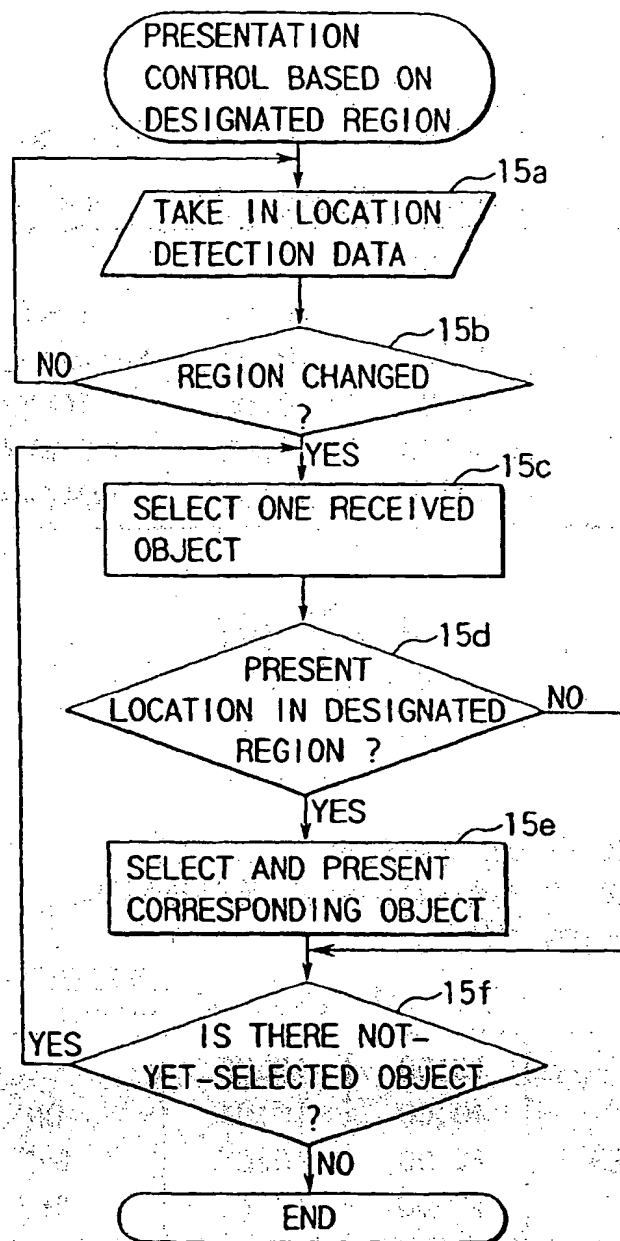 PRESENTATION
CONTROL BASED ON
DESIGNATED REGION
15a
TAKE IN LOCATION
DETECTION DATA
15b
NO
REGION CHANGED
?
YES
15c
SELECT ONE RECEIVED
OBJECT
15d
PRESENT
LOCATION IN DESIGNATED
REGION ?
NO
YES
15e
SELECT AND PRESENT
CORRESPONDING OBJECT
15f
YES
IS THERE NOT-
YET-SELECTED OBJECT
?
NO
END